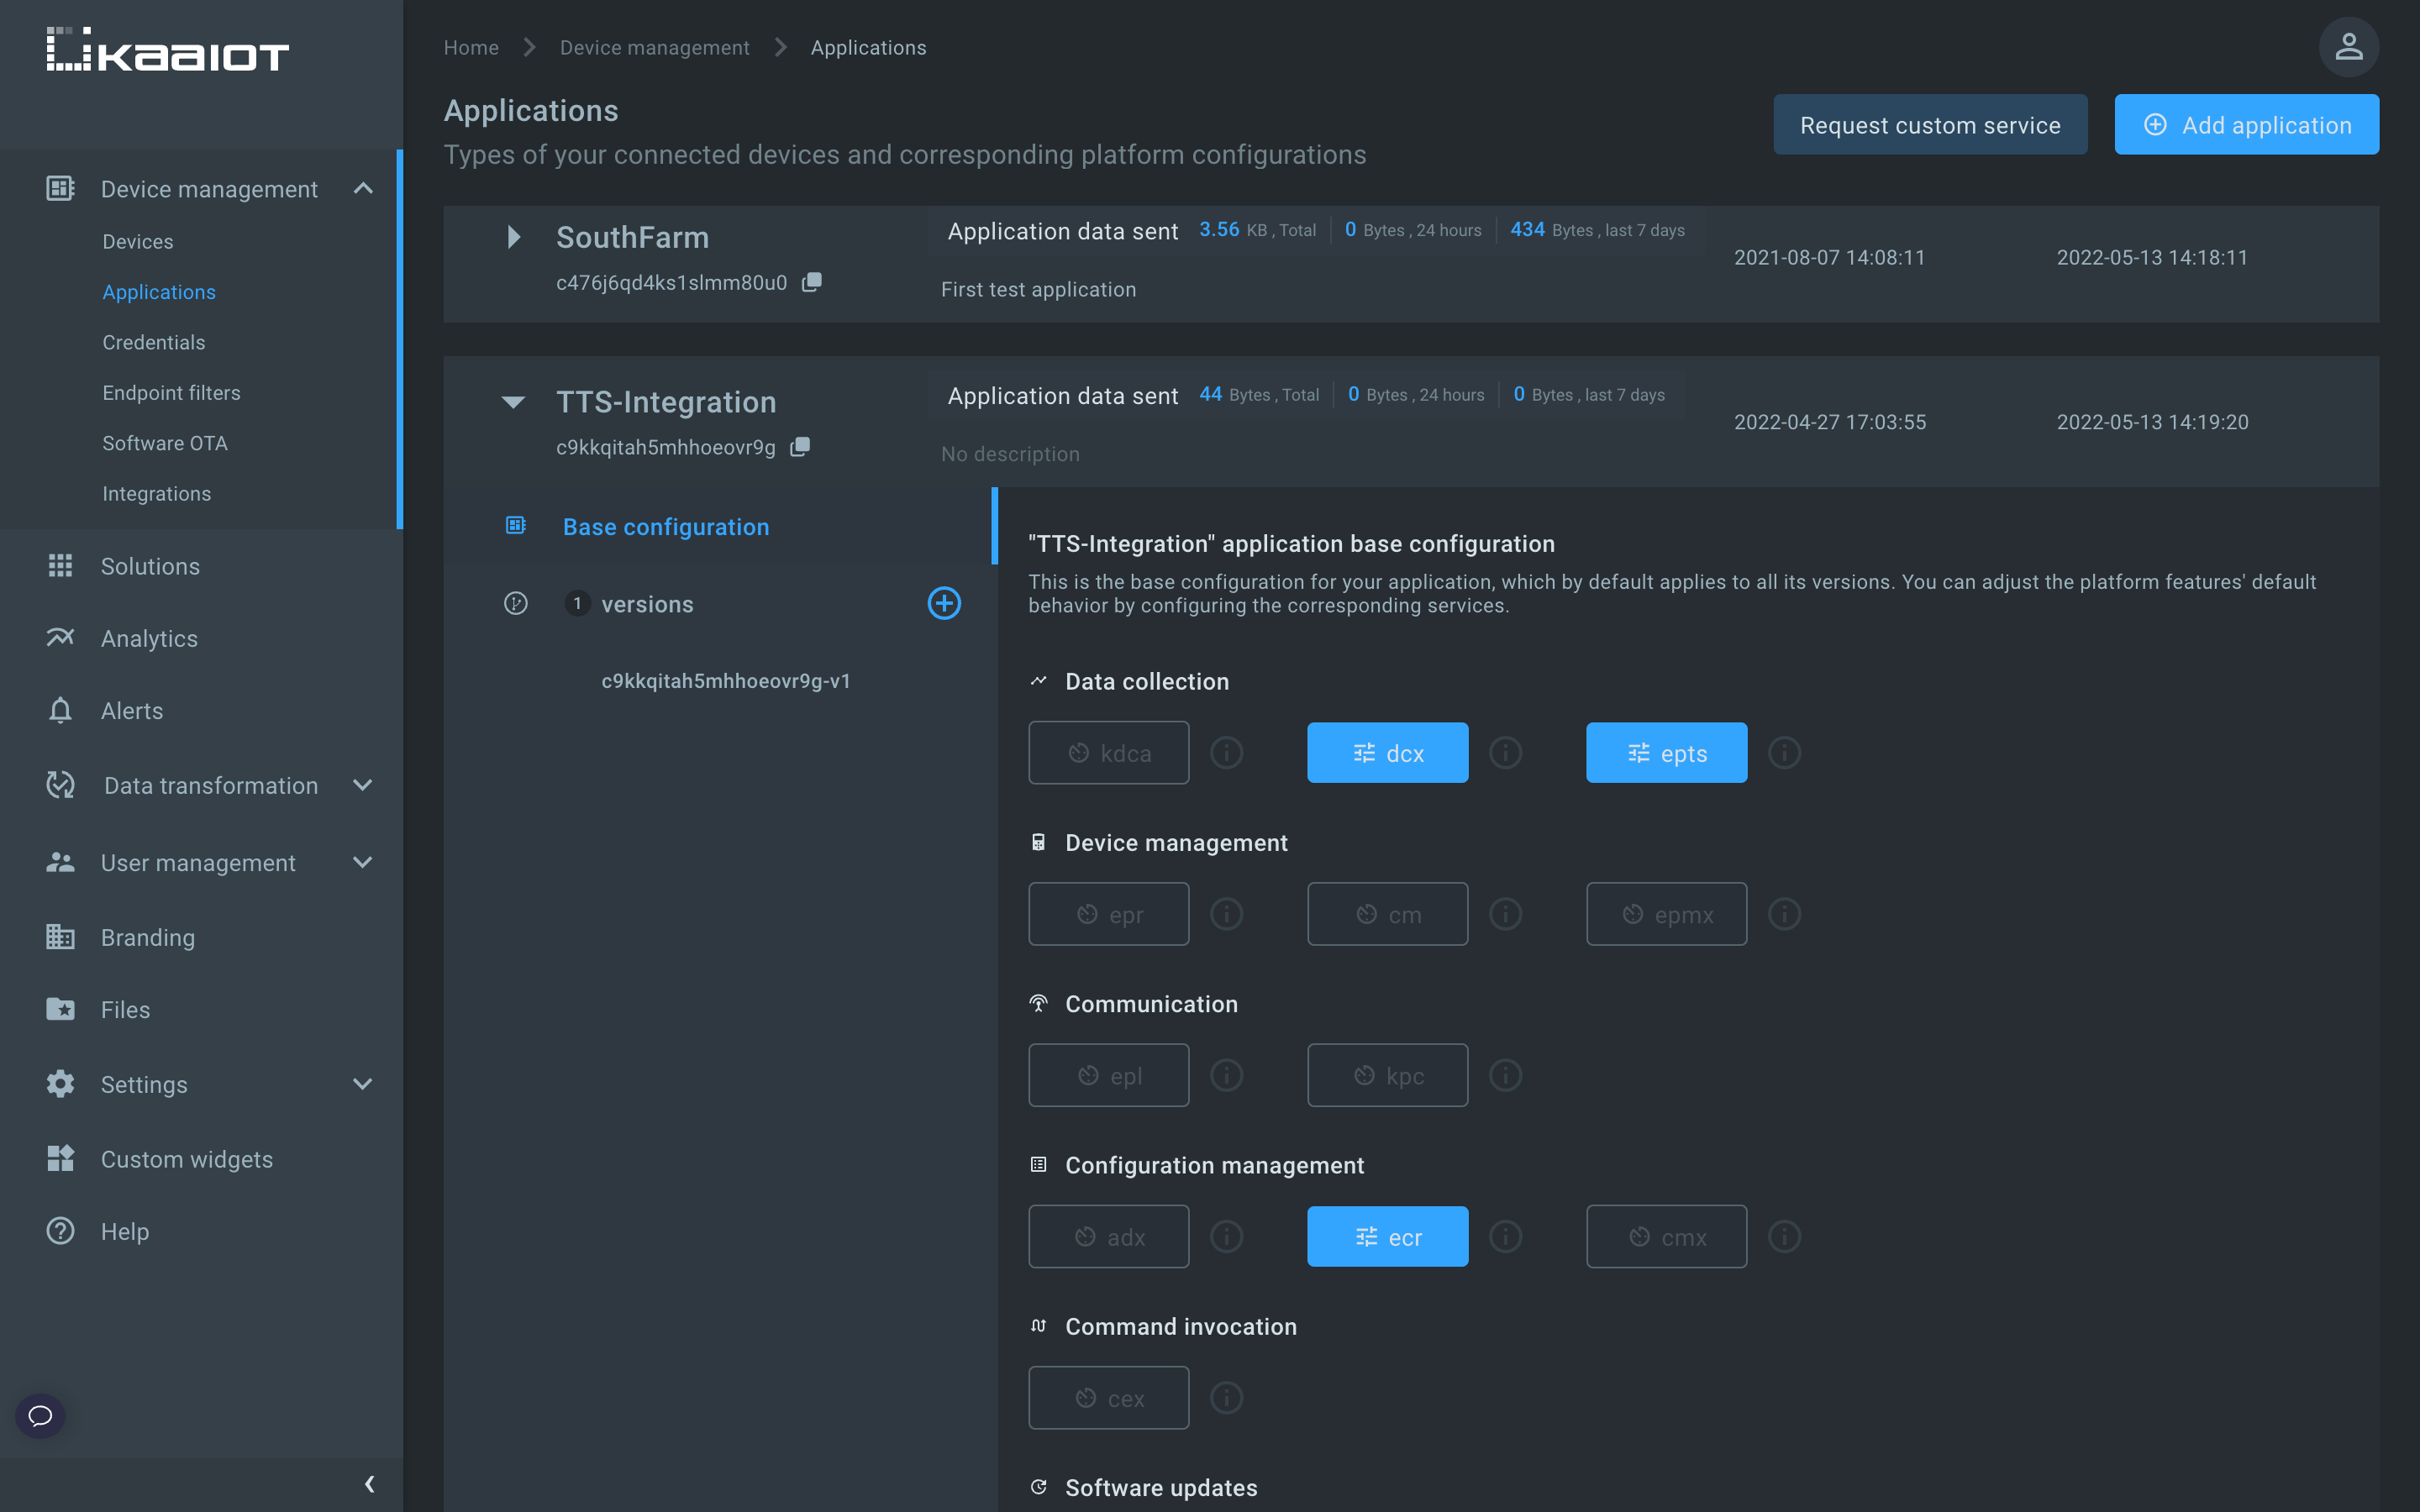 KaaIoT
Home
Device management
Applications
Applications
Types of your connected devices and corresponding platform configurations
Request custom service
Add application
Device management
Devices
Applications
Credentials
Endpoint filters
Software OTA
Integrations
Solutions
Analytics
Alerts
Data transformation
User management
Branding
Files
Settings
Custom widgets
Help
SouthFarm
c476j6qd4ks1slmm80u0
Application data sent 3.56 KB , Total 0 Bytes , 24 hours 434 Bytes , last 7 days
First test application
2021-08-07 14:08:11
2022-05-13 14:18:11
TTS-Integration
c9kkqitah5mhhoeovr9g
Application data sent 44 Bytes , Total 0 Bytes , 24 hours 0 Bytes , last 7 days
No description
2022-04-27 17:03:55
2022-05-13 14:19:20
Base configuration
1 versions
c9kkqitah5mhhoeovr9g-v1
"TTS-Integration" application base configuration
This is the base configuration for your application, which by default applies to all its versions. You can adjust the platform features' default
behavior by configuring the corresponding services.
Data collection
kdca
dcx
epts
Device management
epr
cm
epmx
Communication
epl
kpc
Configuration management
adx
ecr
cmx
Command invocation
cex
Software updates